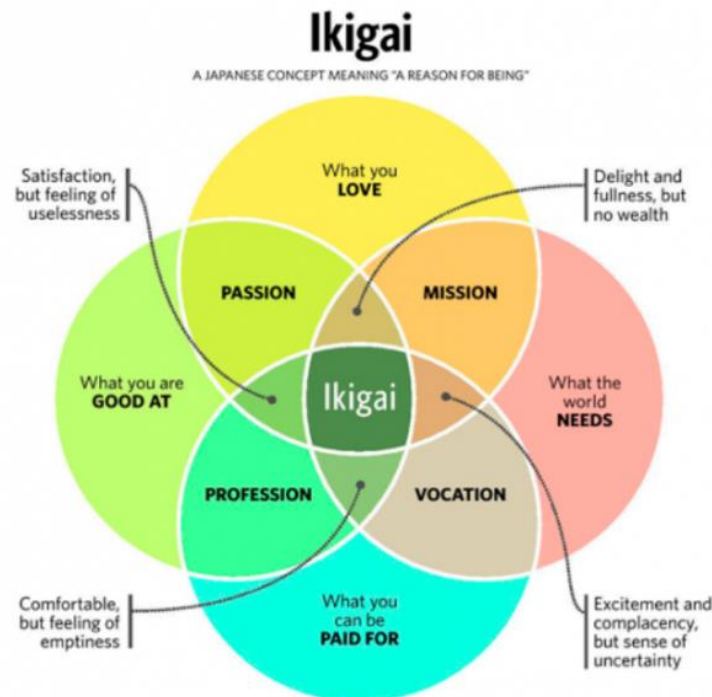 Ikigai
A JAPANESE CONCEPT MEANING "A REASON FOR BEING"
Satisfaction,
but feeling of
uselessness
What you
LOVE
Delight and
fullness, but
no wealth
PASSION
MISSION
What you are
GOOD AT
Ikigai
What the
world
NEEDS
PROFESSION
VOCATION
Comfortable,
but feeling of
emptiness
What you
can be
PAID FOR
Excitement and
complacency,
but sense of
uncertainty